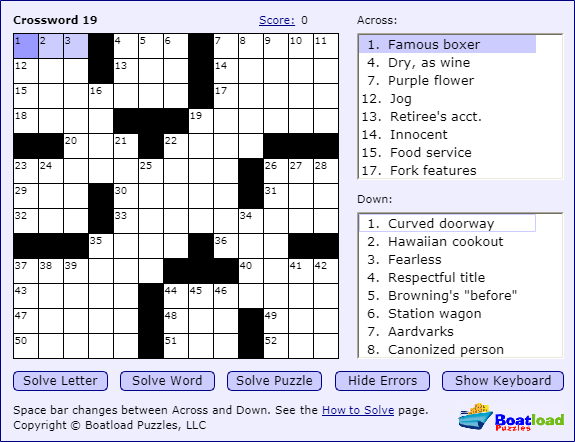 Crossword 19 Score: 0
1 2 3 4 5 6 7 8 9 10 11
12 13 14
15 16 17
18 19
20 21 22
23 24 25 26 27 28
29 30 31
32 33 34
35 36
37 38 39 40 41 42
43 44 45 46
47 48 49
50 51 52
Across:
1. Famous boxer
4. Dry, as wine
7. Purple flower
12. Jog
13. Retiree's acct.
14. Innocent
15. Food service
17. Fork features
Down:
1. Curved doorway
2. Hawaiian cookout
3. Fearless
4. Respectful title
5. Browning's "before"
6. Station wagon
7. Aardvarks
8. Canonized person
Solve Letter Solve Word Solve Puzzle Hide Errors Show Keyboard
Space bar changes between Across and Down. See the How to Solve page.
Copyright © Boatload Puzzles, LLC
Boatload
Puzzles